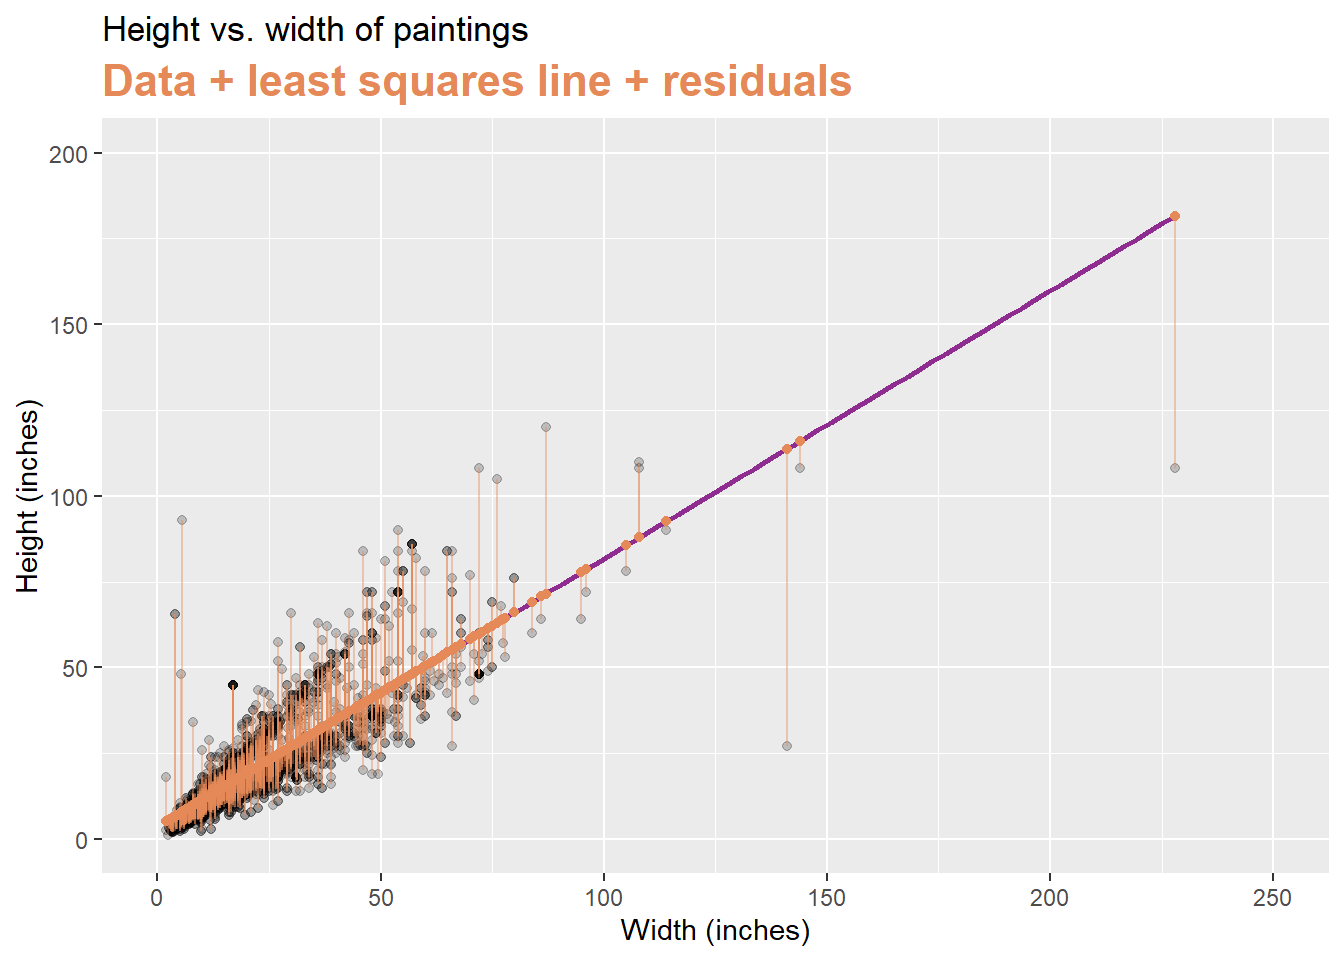 Height vs. width of paintings
Data + least squares line + residuals
200
150
100
50
0
Height (inches)
0 50 100 150 200 250
Width (inches)